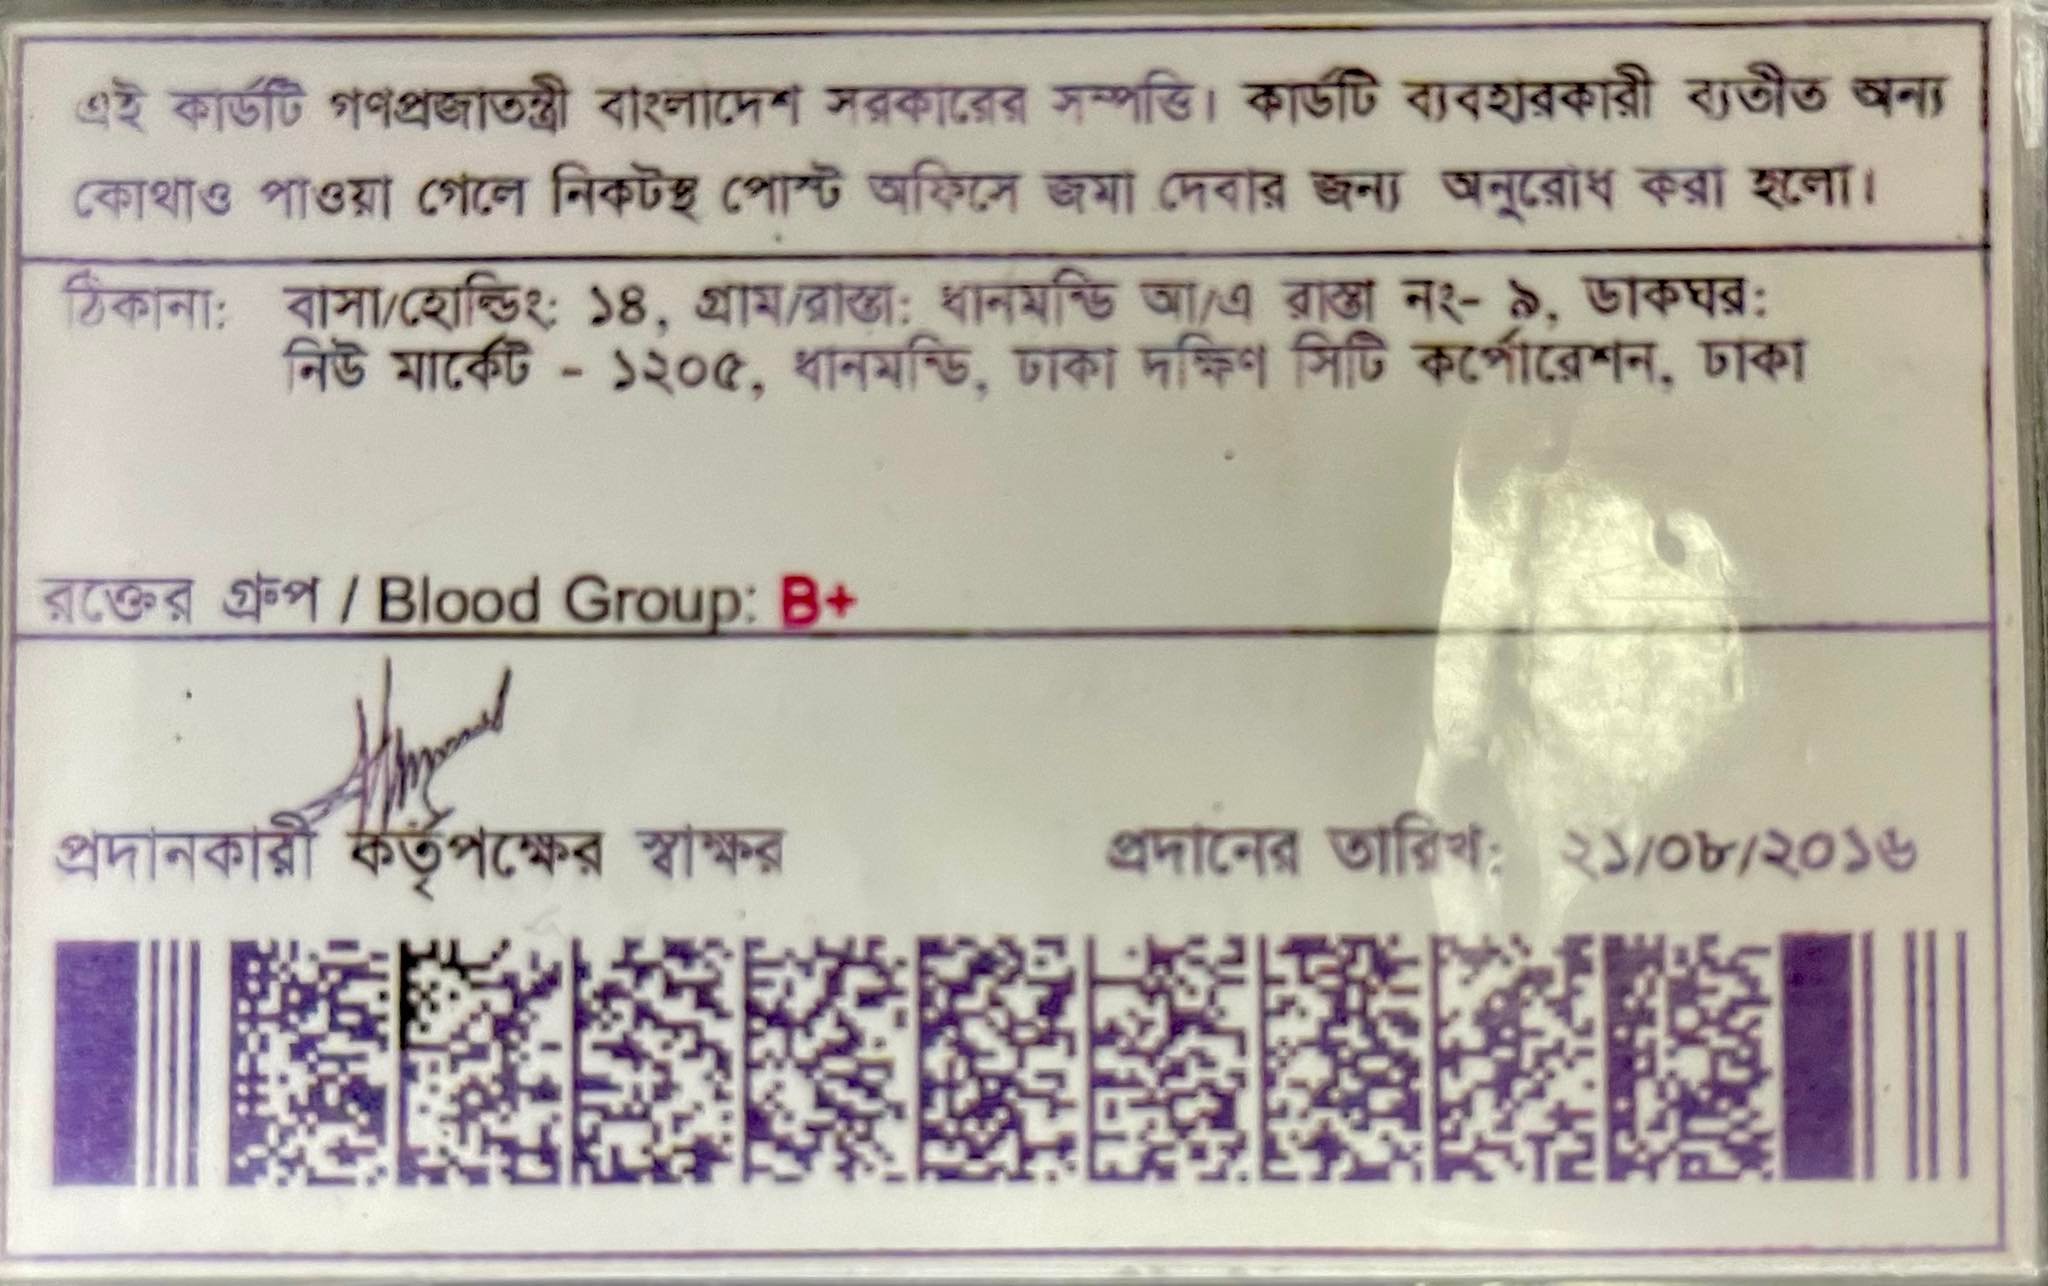 এই কার্ডটি গণপ্রজাতন্ত্রী বাংলাদেশ সরকারের সম্পত্তি। কার্ডটি ব্যবহারকারী ব্যতীত অন্য
কোথাও পাওয়া গেলে নিকটস্থ পোস্ট অফিসে জমা দেবার জন্য অনুরোধ করা হলো।
ঠিকানা: বাসা/হোল্ডিং: ১৪, গ্রাম/রাস্তা: ধানমন্ডি আ/এ রাস্তা নং- ৯, ডাকঘর:
নিউ মার্কেট - ১২০৫, ধানমন্ডি, ঢাকা দক্ষিণ সিটি কর্পোরেশন, ঢাকা
রক্তের গ্রুপ / Blood Group: B+
প্রদানকারী কর্তৃপক্ষের স্বাক্ষর প্রদানের তারিখ: ২১/০৮/২০১৬